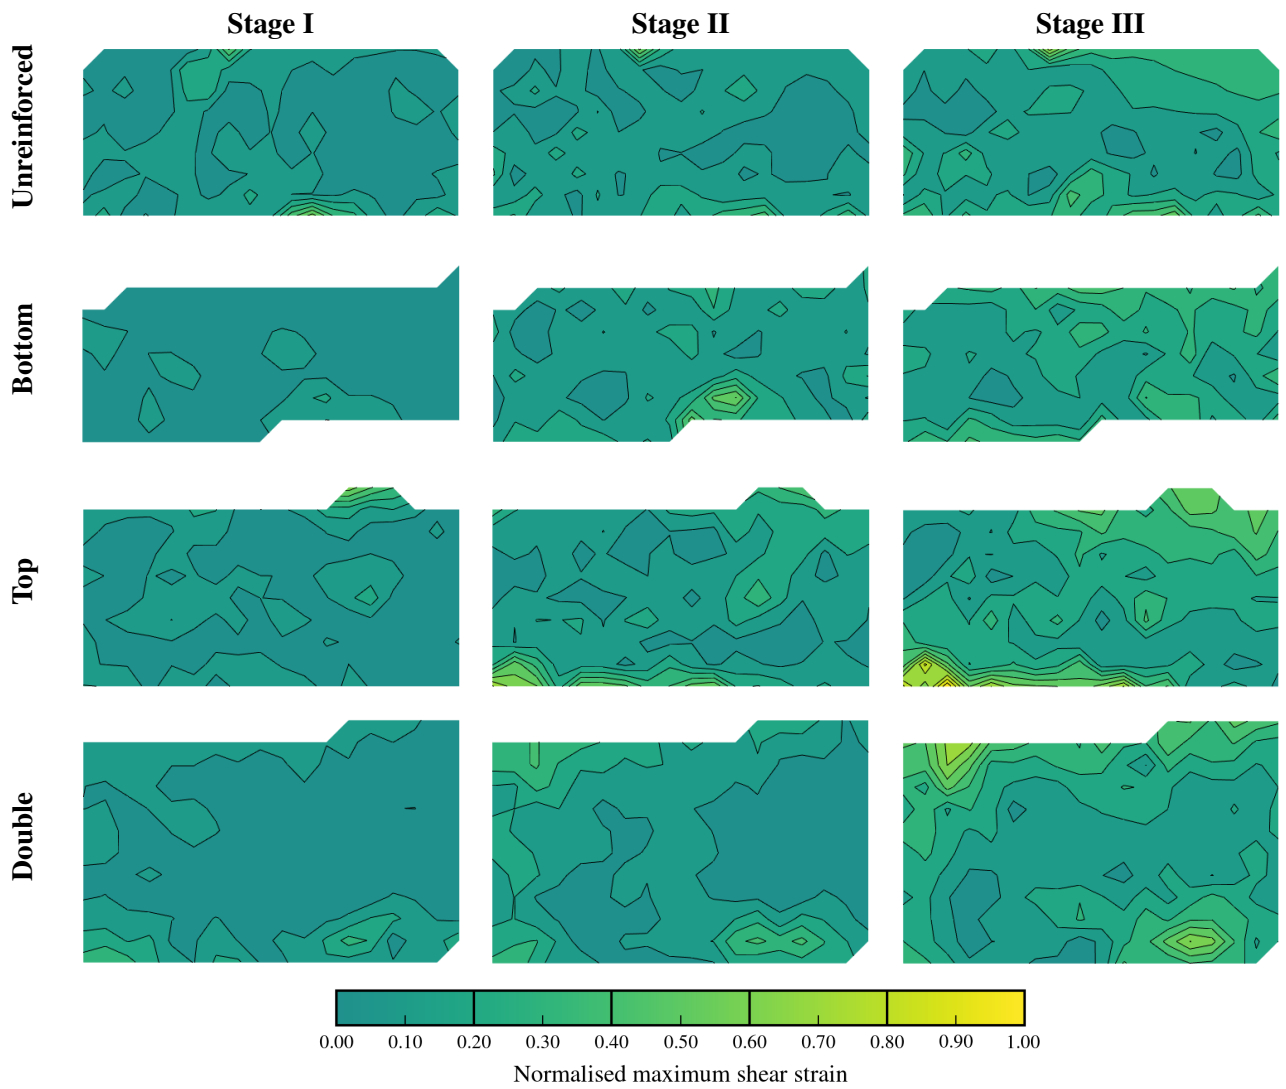 Stage I
Stage II
Stage III
Unreinforced
Bottom
Top
Double
0.00 0.10 0.20 0.30 0.40 0.50 0.60 0.70 0.80 0.90 1.00
Normalised maximum shear strain